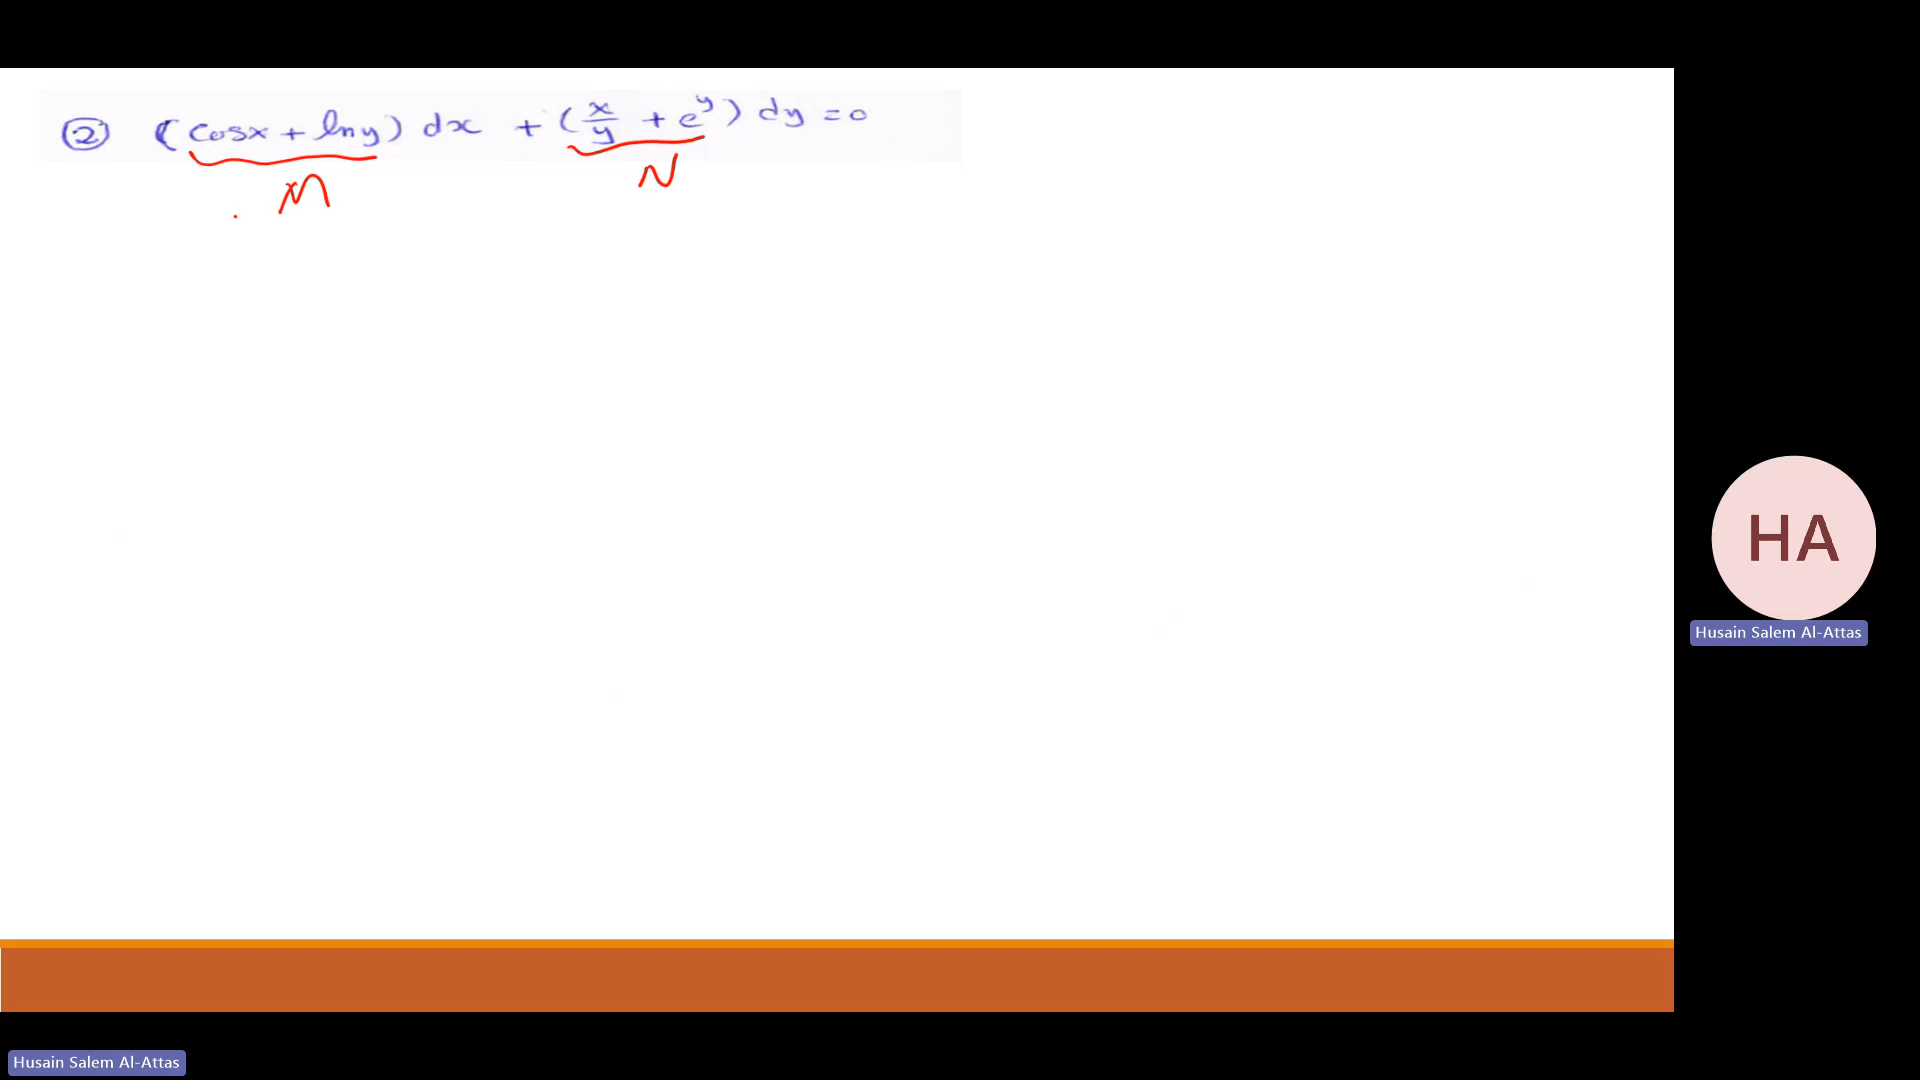 ② (cosx + lny) dx + (x/y + e^y) dy = 0
M N
HA
Husain Salem Al-Attas
Husain Salem Al-Attas